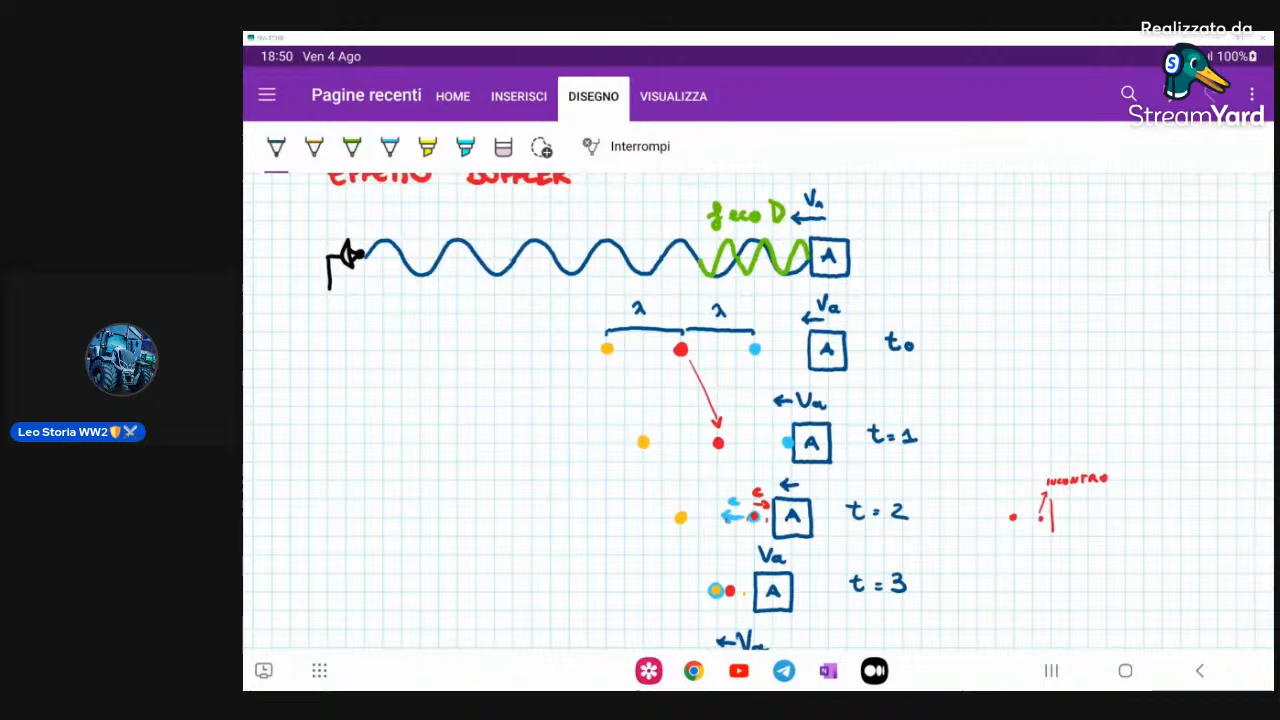 Realizzato da
StreamYard
18:50 Ven 4 Ago
100%
Pagine recenti
HOME
INSERISCI
DISEGNO
VISUALIZZA
Interrompi
EFFETTO DOPPLER
f eco D
Va
A
λ
λ
Va
A
t0
Va
A
t=1
c
c
A
t=2
INCONTRO
Va
A
t=3
Va
Leo Storia WW2